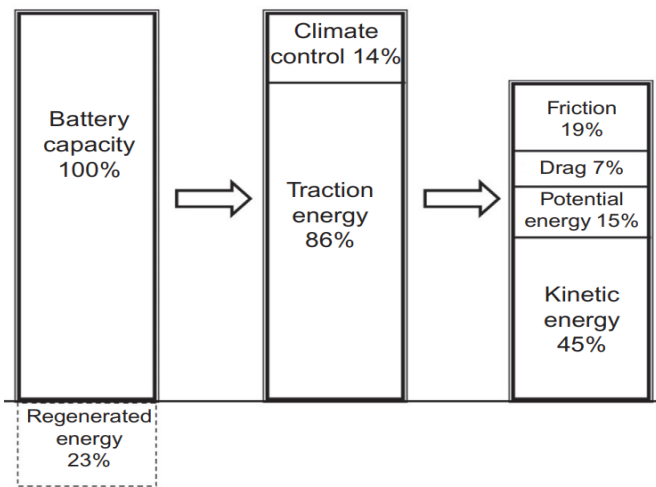 Battery
capacity
100%
Regenerated
energy
23%
Climate
control 14%
Traction
energy
86%
Friction
19%
Drag 7%
Potential
energy 15%
Kinetic
energy
45%